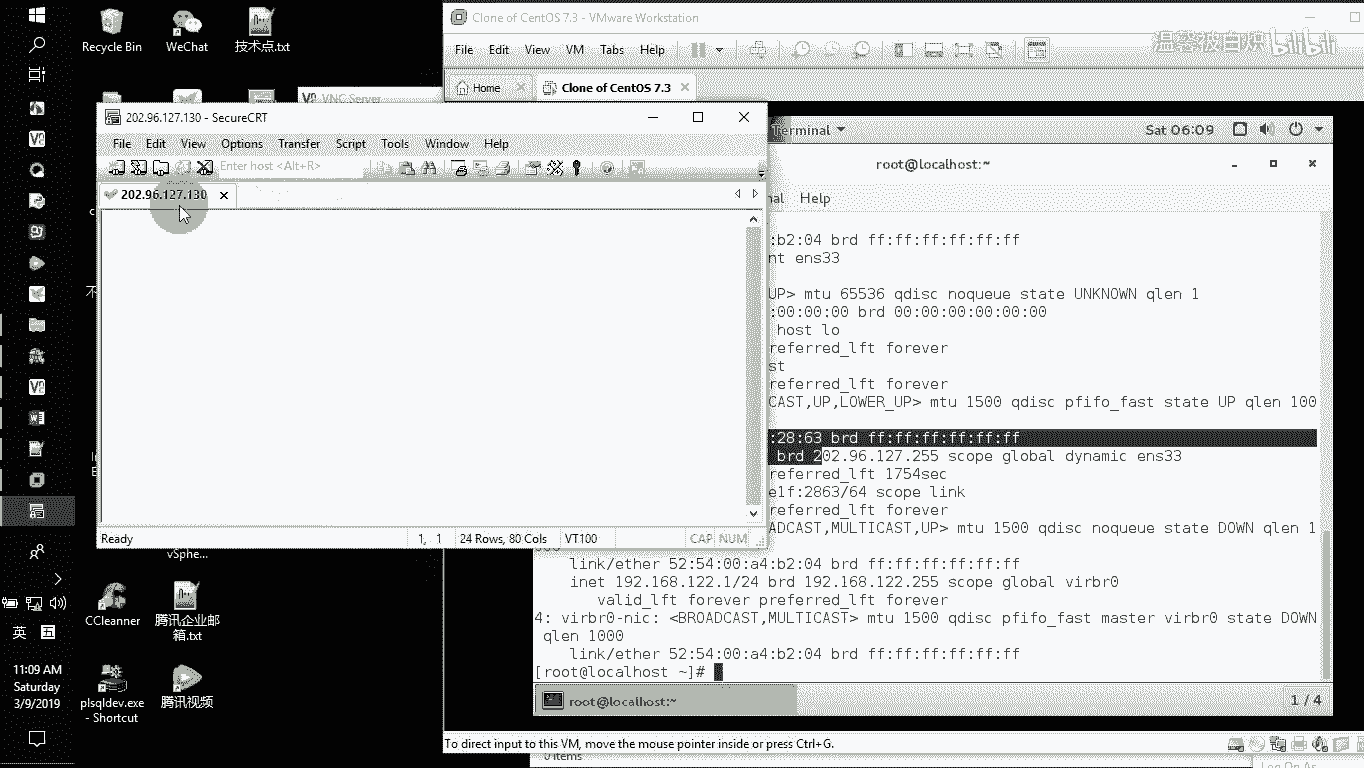 Recycle Bin
WeChat
技术点.txt
vSphe...
CCleaner
腾讯企业邮
箱.txt
plsqldev.exe
- Shortcut
腾讯视频
英
11:09 AM
Saturday
3/9/2019
Clone of CentOS 7.3 - VMware Workstation
File Edit View VM Tabs Help
Home
Clone of CentOS 7.3
bilibili
VNC Server
202.96.127.130 - SecureCRT
File Edit View Options Transfer Script Tools Window Help
Enter host <Alt+R>
202.96.127.130
Ready
1, 1
24 Rows, 80 Cols
VT100
CAP NUM
Terminal
Sat 06:09
root@localhost:~
Help
:b2:04 brd ff:ff:ff:ff:ff:ff
nt ens33
UP> mtu 65536 qdisc noqueue state UNKNOWN qlen 1
:00:00:00 brd 00:00:00:00:00:00
host lo
referred_lft forever
st
referred_lft forever
CAST,UP,LOWER_UP> mtu 1500 qdisc pfifo_fast state UP qlen 100
:28:63 brd ff:ff:ff:ff:ff:ff
brd 202.96.127.255 scope global dynamic ens33
referred_lft 1754sec
e1f:2863/64 scope link
referred_lft forever
ADCAST,MULTICAST,UP> mtu 1500 qdisc noqueue state DOWN qlen 1
link/ether 52:54:00:a4:b2:04 brd ff:ff:ff:ff:ff:ff
inet 192.168.122.1/24 brd 192.168.122.255 scope global virbr0
valid_lft forever preferred_lft forever
4: virbr0-nic: <BROADCAST,MULTICAST> mtu 1500 qdisc pfifo_fast master virbr0 state DOWN
qlen 1000
link/ether 52:54:00:a4:b2:04 brd ff:ff:ff:ff:ff:ff
[root@localhost ~]#
root@localhost:~
1 / 4
To direct input to this VM, move the mouse pointer inside or press Ctrl+G.
0 items
Log On As